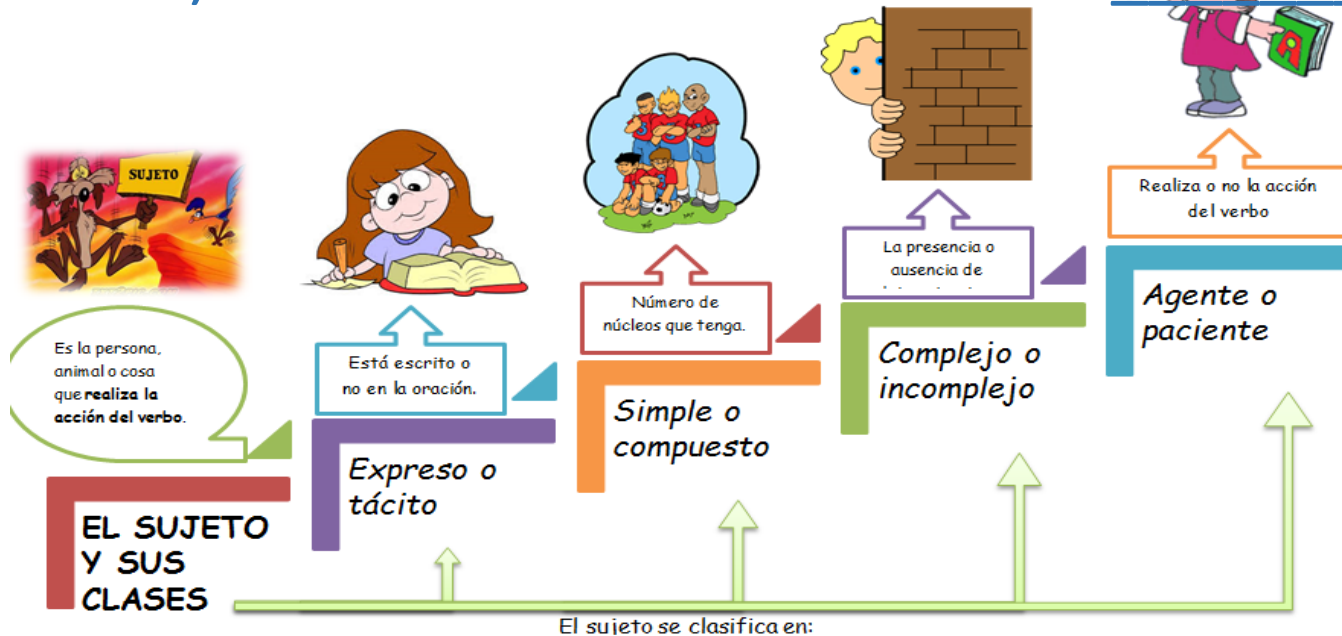 SUJETO
Es la persona,
animal o cosa
que realiza la
acción del verbo.
EL SUJETO
Y SUS
CLASES
Está escrito o
no en la oración.
Expreso o
tácito
Número de
núcleos que tenga.
Simple o
compuesto
La presencia o
ausencia de
Complejo o
incomplejo
A
Realiza o no la acción
del verbo
Agente o
paciente
El sujeto se clasifica en: